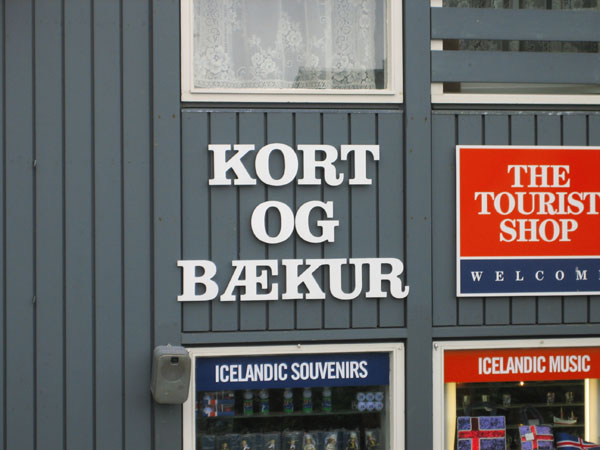 KORT
OG
BÆKUR
THE
TOURIST
SHOP
WELCOM
ICELANDIC SOUVENIRS
ICELANDIC MUSIC